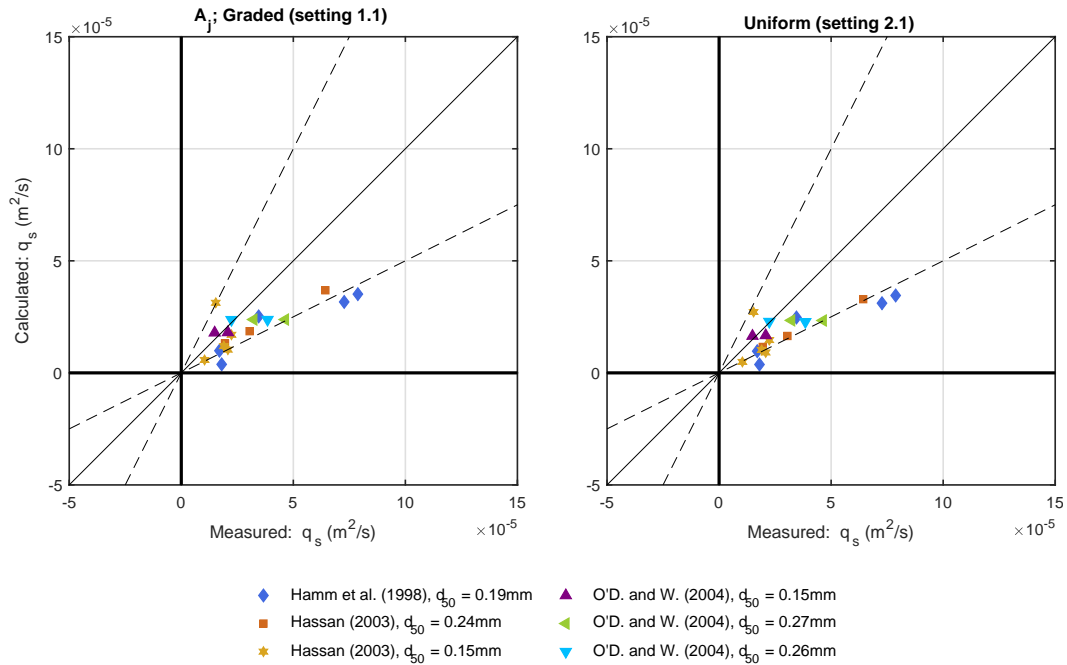 A_j; Graded (setting 1.1)
Uniform (setting 2.1)
×10^-5
×10^-5
15
10
5
0
-5
15
10
5
0
-5
Calculated: q_s (m^2/s)
-5 0 5 10 15
-5 0 5 10 15
Measured: q_s (m^2/s) ×10^-5
Measured: q_s (m^2/s) ×10^-5
Hamm et al. (1998), d_50 = 0.19mm
Hassan (2003), d_50 = 0.24mm
Hassan (2003), d_50 = 0.15mm
O'D. and W. (2004), d_50 = 0.15mm
O'D. and W. (2004), d_50 = 0.27mm
O'D. and W. (2004), d_50 = 0.26mm